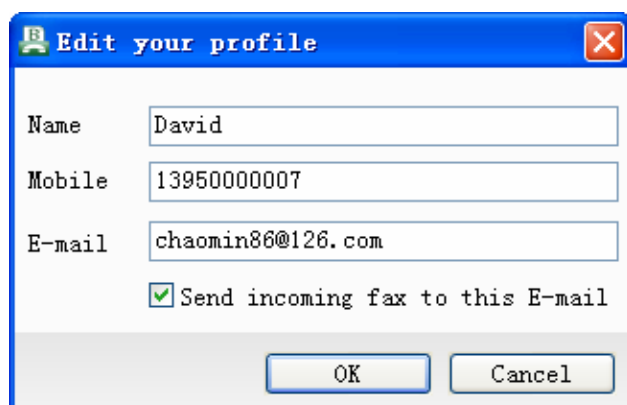 Edit your profile
Name David
Mobile 13950000007
E-mail chaomin86@126.com
Send incoming fax to this E-mail
OK Cancel